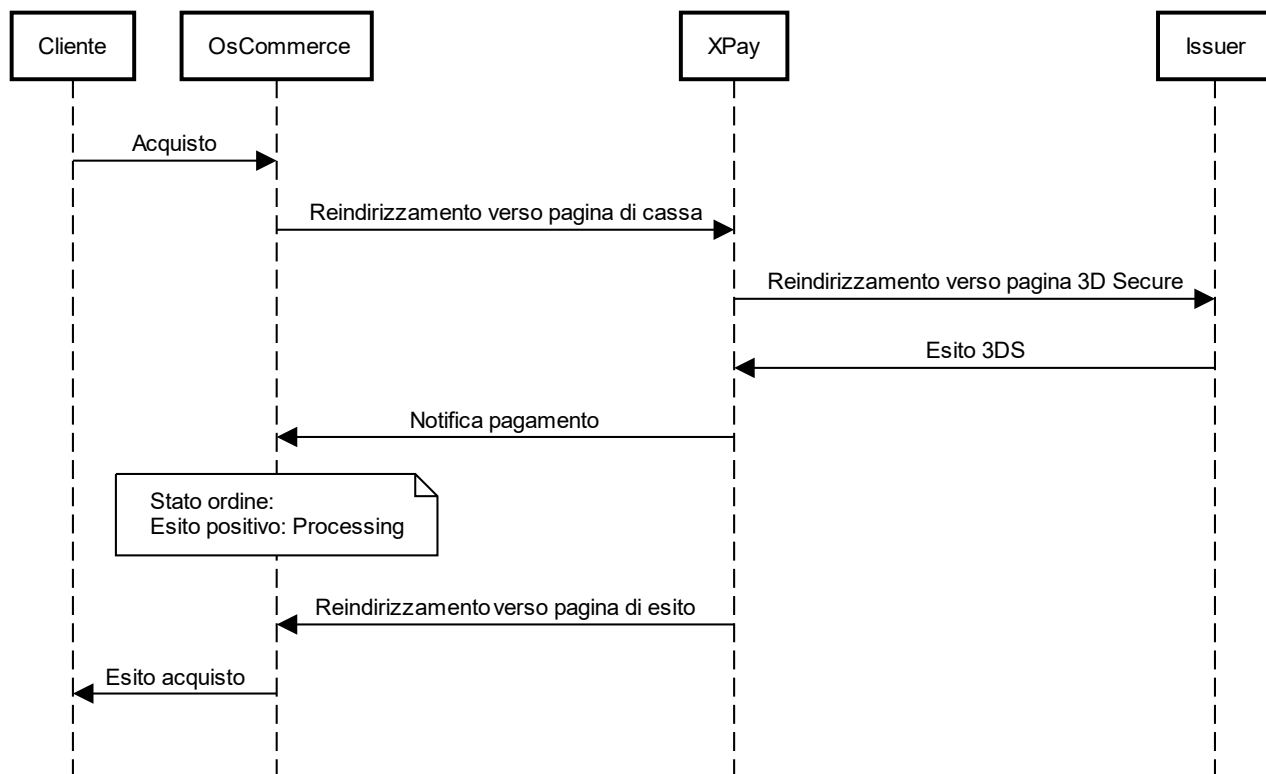 Cliente
OsCommerce
XPay
Issuer
Acquisto
Reindirizzamento verso pagina di cassa
Reindirizzamento verso pagina 3D Secure
Esito 3DS
Notifica pagamento
Stato ordine:
Esito positivo: Processing
Reindirizzamento verso pagina di esito
Esito acquisto